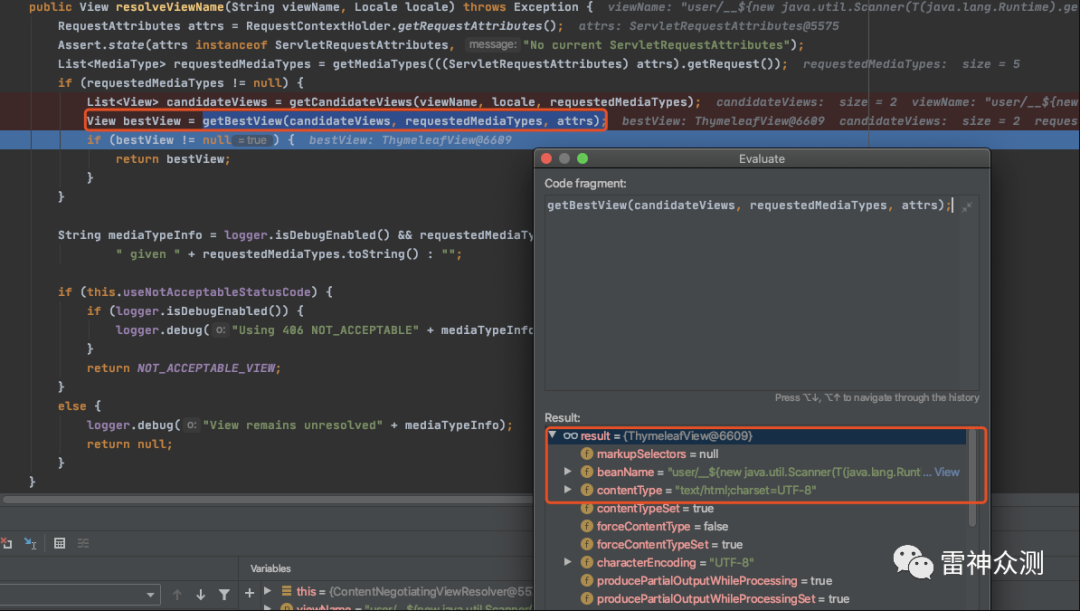 public View resolveViewName(String viewName, Locale locale) throws Exception { viewName: "user/__${new java.util.Scanner(T(java.lang.Runtime).ge
RequestAttributes attrs = RequestContextHolder.getRequestAttributes(); attrs: ServletRequestAttributes@5575
Assert.state(attrs instanceof ServletRequestAttributes, message: "No current ServletRequestAttributes");
List<MediaType> requestedMediaTypes = getMediaTypes(((ServletRequestAttributes) attrs).getRequest()); requestedMediaTypes: size = 5
if (requestedMediaTypes != null) {
List<View> candidateViews = getCandidateViews(viewName, locale, requestedMediaTypes); candidateViews: size = 2 viewName: "user/__${new
View bestView = getBestView(candidateViews, requestedMediaTypes, attrs); bestView: ThymeleafView@6609 candidateViews: size = 2 reques
if (bestView != null = true ) { bestView: ThymeleafView@6609
return bestView;
}
}
String mediaTypeInfo = logger.isDebugEnabled() && requestedMediaTy
" given " + requestedMediaTypes.toString() : "";
if (this.useNotAcceptableStatusCode) {
if (logger.isDebugEnabled()) {
logger.debug( o: "Using 406 NOT_ACCEPTABLE" + mediaTypeInfo
}
return NOT_ACCEPTABLE_VIEW;
}
else {
logger.debug( o: "View remains unresolved" + mediaTypeInfo);
return null;
}
}
Evaluate
Code fragment:
getBestView(candidateViews, requestedMediaTypes, attrs);
Press ⌥↓, ⌥↑ to navigate through the history
Result:
result = {ThymeleafView@6609}
f markupSelectors = null
f beanName = "user/__${new java.util.Scanner(T(java.lang.Runt ... View
f contentType = "text/html;charset=UTF-8"
f contentTypeSet = true
f forceContentType = false
f forceContentTypeSet = true
f characterEncoding = "UTF-8"
f producePartialOutputWhileProcessing = true
f producePartialOutputWhileProcessingSet = true
Variables
this = {ContentNegotiatingViewResolver@55
viewName = "user/__${new java.util.Scanner(
雷神众测